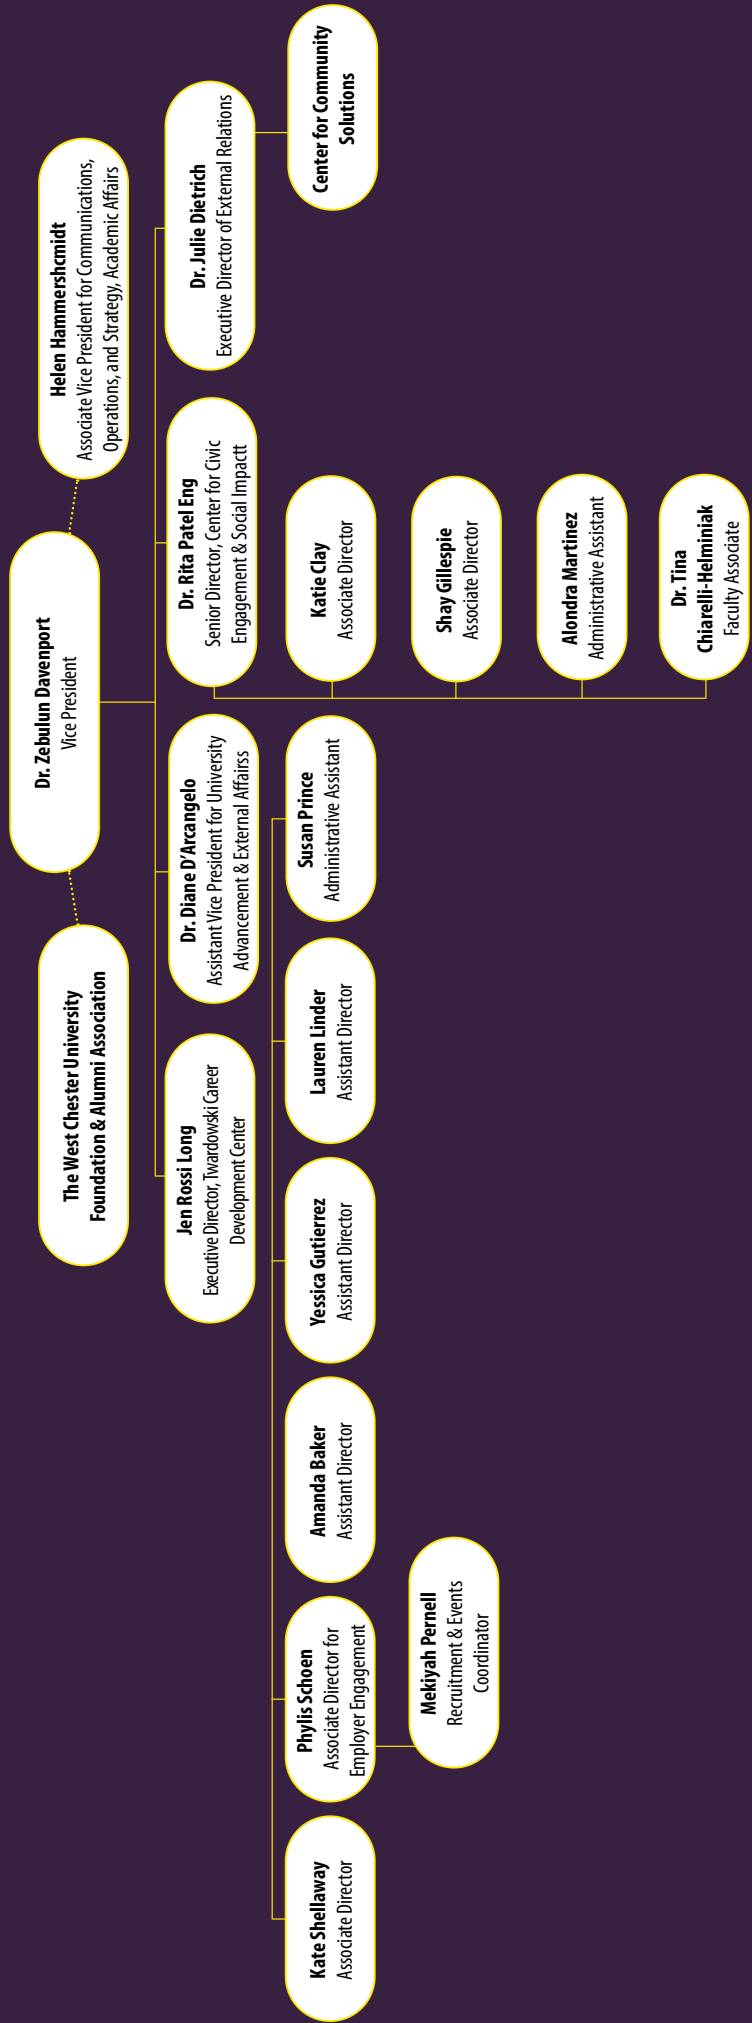 Dr. Zebulun Davenport
Vice President
The West Chester University
Foundation & Alumni Association
Helen Hammershcmidt
Associate Vice President for Communications,
Operations, and Strategy, Academic Affairs
Jen Rossi Long
Executive Director, Twardowski Career
Development Center
Dr. Diane D’Arcangelo
Assistant Vice President for University
Advancement & External Affairss
Dr. Rita Patel Eng
Senior Director, Center for Civic
Engagement & Social Impactt
Dr. Julie Dietrich
Executive Director of External Relations
Kate Shellaway
Associate Director
Phylis Schoen
Associate Director for
Employer Engagement
Amanda Baker
Assistant Director
Yessica Gutierrez
Assistant Director
Lauren Linder
Assistant Director
Susan Prince
Administrative Assistant
Mekiyah Pernell
Recruitment & Events
Coordinator
Katie Clay
Associate Director
Shay Gillespie
Associate Director
Alondra Martinez
Administrative Assistant
Dr. Tina
Chiarelli-Helminiak
Faculty Associate
Center for Community
Solutions